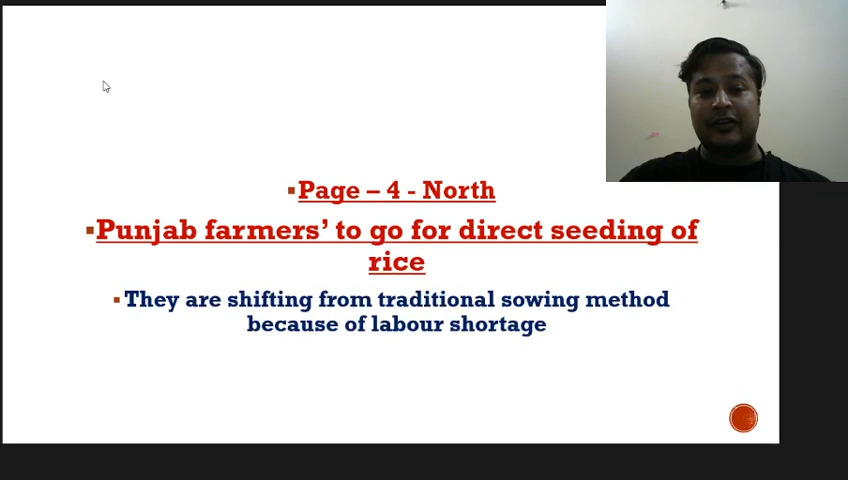 Page – 4 - North
Punjab farmers’ to go for direct seeding of
rice
They are shifting from traditional sowing method
because of labour shortage